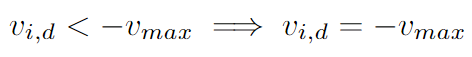 v_{i,d} < -v_{max} \implies v_{i,d} = -v_{max}